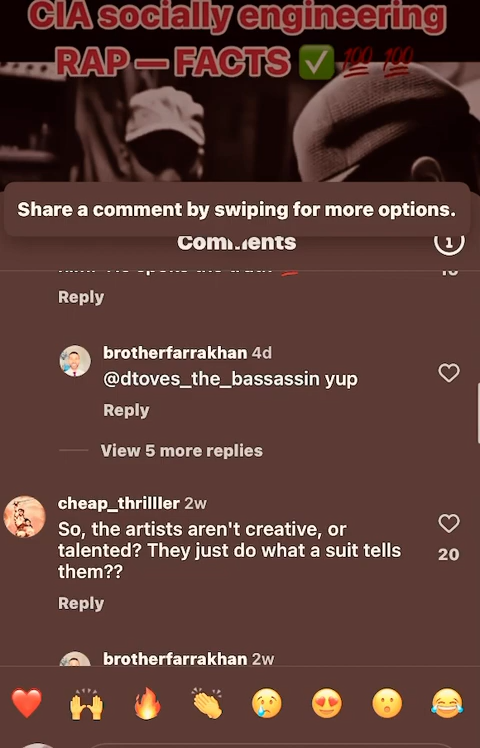 CIA socially engineering
RAP — FACTS ✅ 💯 💯
Share a comment by swiping for more options.
Comments
Reply
brotherfarrakhan 4d
@dtoves_the_bassassin yup
Reply
View 5 more replies
cheap_thrilller 2w
So, the artists aren't creative, or
talented? They just do what a suit tells
them??
20
Reply
brotherfarrakhan 2w